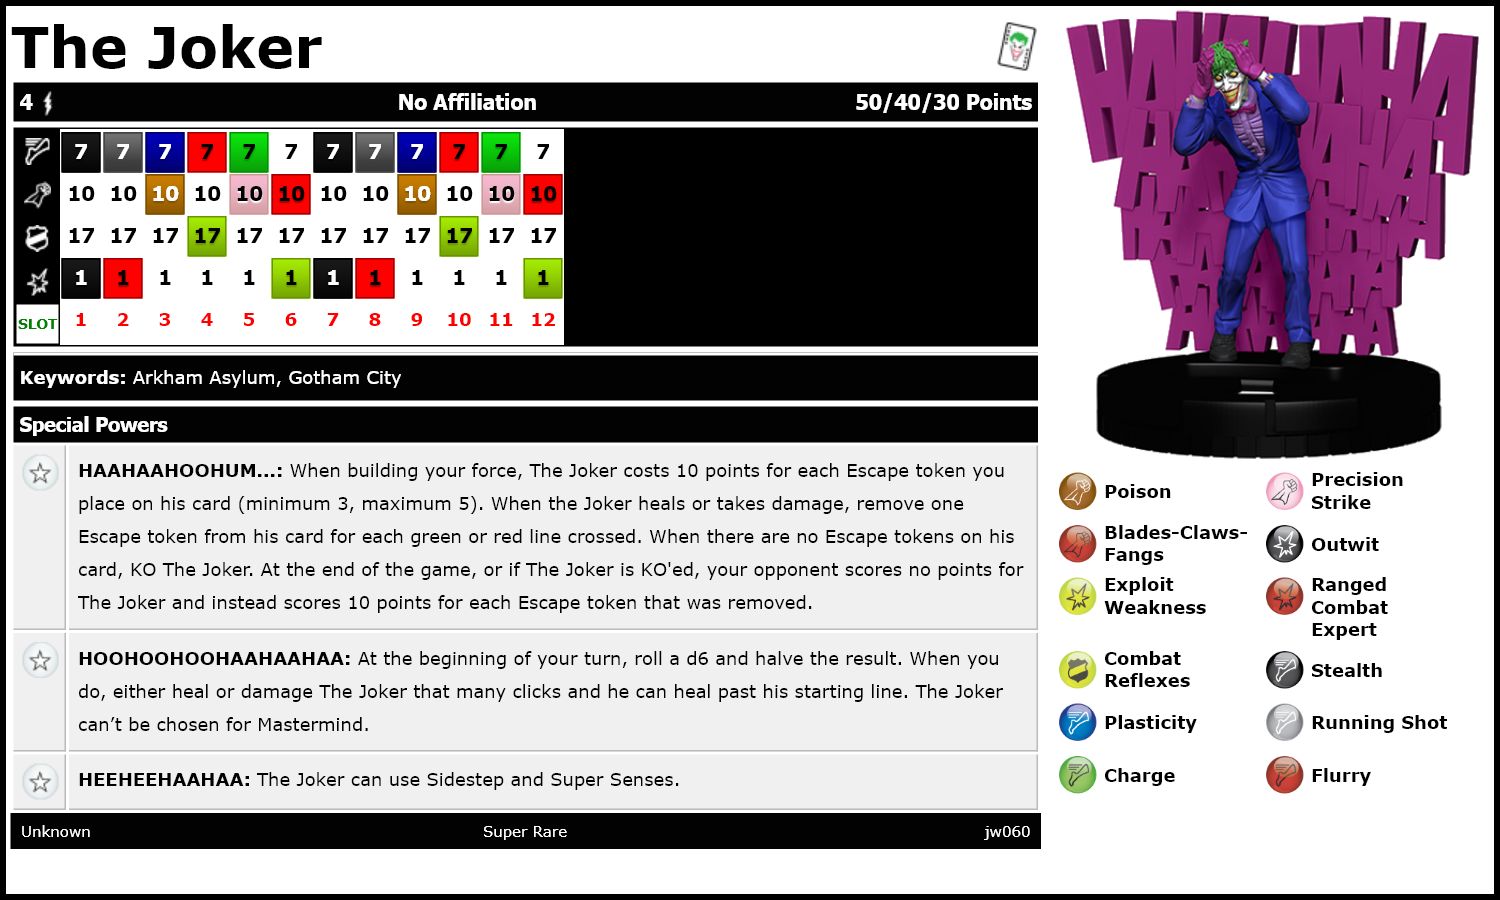 The Joker
4 No Affiliation 50/40/30 Points
7 7 7 7 7 7 7 7 7 7 7 7
10 10 10 10 10 10 10 10 10 10 10 10
17 17 17 17 17 17 17 17 17 17 17 17
1 1 1 1 1 1 1 1 1 1 1 1
SLOT 1 2 3 4 5 6 7 8 9 10 11 12
Keywords: Arkham Asylum, Gotham City
Special Powers
HAAHAAHOOHUM...: When building your force, The Joker costs 10 points for each Escape token you
place on his card (minimum 3, maximum 5). When the Joker heals or takes damage, remove one
Escape token from his card for each green or red line crossed. When there are no Escape tokens on his
card, KO The Joker. At the end of the game, or if The Joker is KO'ed, your opponent scores no points for
The Joker and instead scores 10 points for each Escape token that was removed.
HOOHOOHOOHAAHAAHAA: At the beginning of your turn, roll a d6 and halve the result. When you
do, either heal or damage The Joker that many clicks and he can heal past his starting line. The Joker
can’t be chosen for Mastermind.
HEEHEEHAAHAA: The Joker can use Sidestep and Super Senses.
Unknown Super Rare jw060
Poison
Precision
Strike
Blades-Claws-
Fangs
Outwit
Exploit
Weakness
Ranged
Combat
Expert
Combat
Reflexes
Stealth
Plasticity
Running Shot
Charge
Flurry